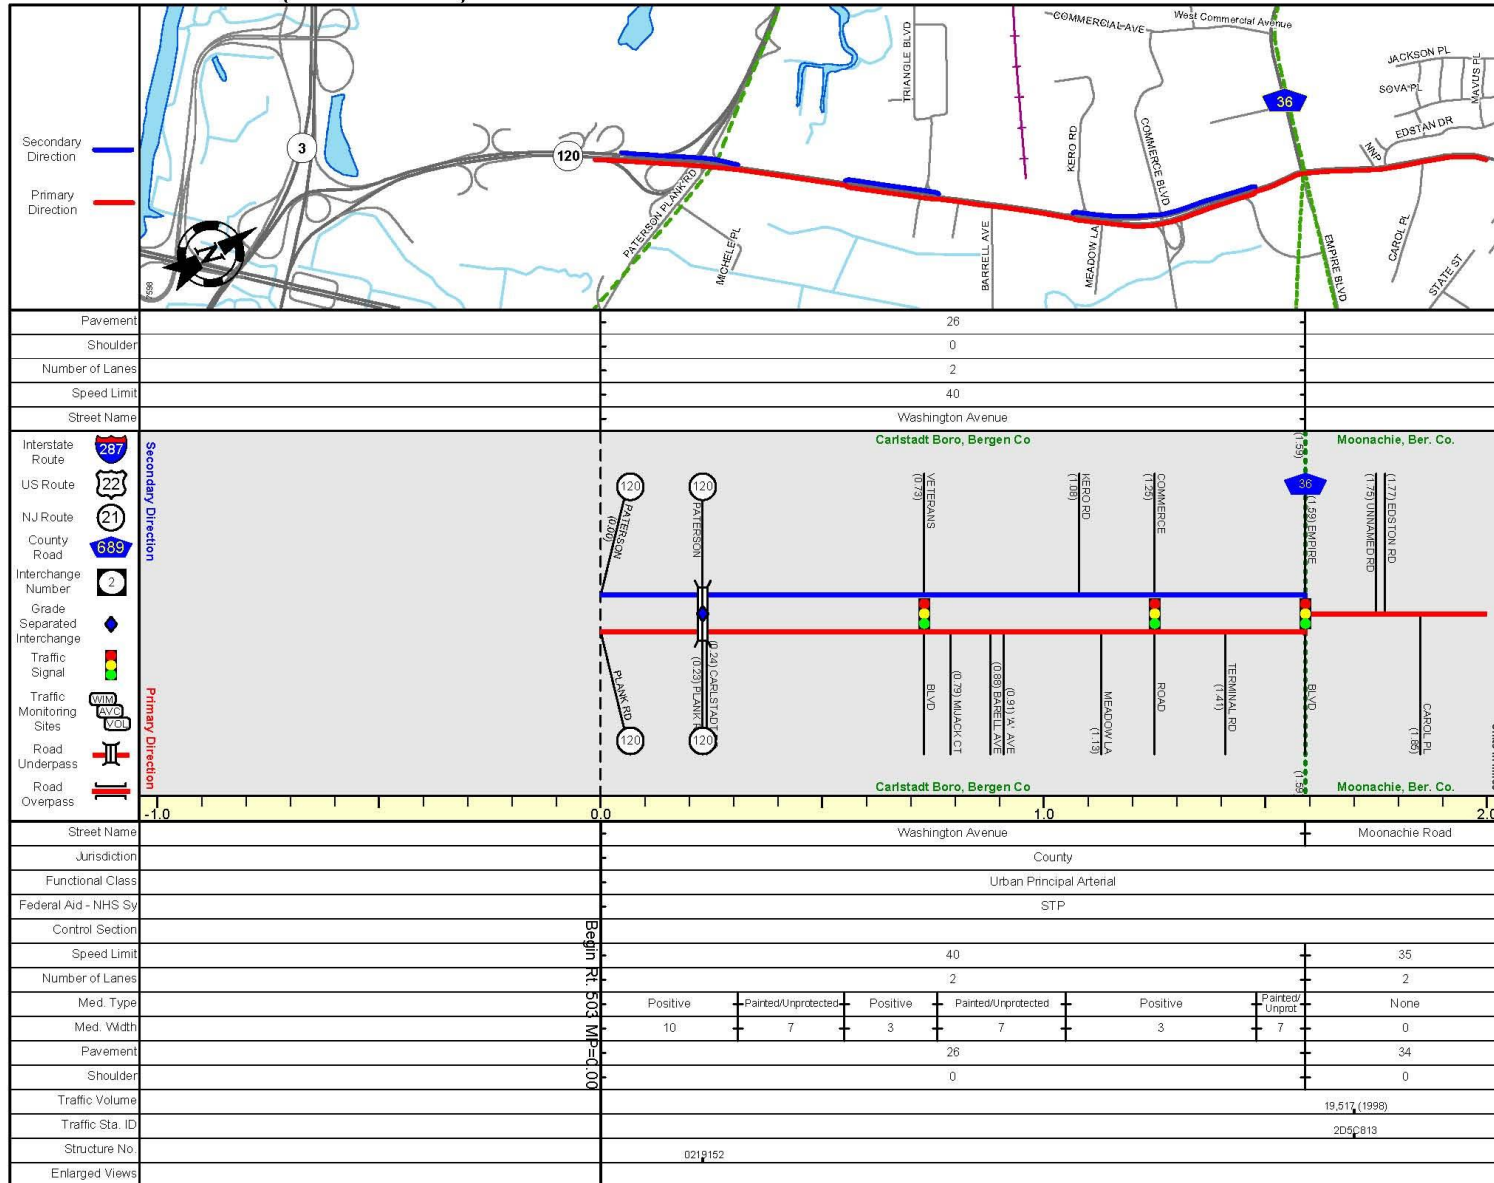 Secondary
Direction
Primary
Direction
3
120
PATERSON PLANK RD
MICHELE PL
TRIANGLE BLVD
BARRELL AVE
COMMERCIAL AVE
West Commercial Avenue
KERO RD
COMMERCE BLVD
MEADOW LA
36
EMPIRE BLVD
JACKSON PL
SOVA PL
MAVUS PL
EDSTAN DR
NNP
CAROL PL
STATE ST
N
Pavement 26
Shoulder 0
Number of Lanes 2
Speed Limit 40
Street Name Washington Avenue
Interstate
Route
287
US Route
22
NJ Route
21
County
Road
689
Interchange
Number
2
Grade
Separated
Interchange
Traffic
Signal
Traffic
Monitoring
Sites
WIM
AVC
VOL
Road
Underpass
Road
Overpass
Secondary Direction
Primary Direction
Carlstadt Boro, Bergen Co
(1.59)
Moonachie, Ber. Co.
120
PATERSON
(0.00)
120
PATERSON
VETERANS
(0.73)
KERO RD
(1.08)
COMMERCE
(1.25)
36
(1.59) EMPIRE
(1.75) UNNAMED RD
(1.77) EDSTON RD
PLANK RD
120
(0.23) PLANK R
(0.24) CARLSTADT
120
BLVD
(0.79) MIJACK CT
(0.88) BARELL AVE
(0.91) 'A' AVE
MEADOW LA
(1.13)
ROAD
TERMINAL RD
(1.41)
BLVD
CAROL PL
(1.85)
Carlstadt Boro, Bergen Co
(1.59
Moonachie, Ber. Co.
-1.0 0.0 1.0 2.0
Street Name Washington Avenue Moonachie Road
Jurisdiction County
Functional Class Urban Principal Arterial
Federal Aid - NHS Sy STP
Control Section
Speed Limit 40 35
Number of Lanes 2 2
Med. Type Positive Painted/Unprotected Positive Painted/Unprotected Positive Painted/ Unprot None
Med. Width 10 7 3 7 3 7 0
Pavement 26 34
Shoulder 0 0
Traffic Volume 19,517 (1998)
Traffic Sta. ID 2D5C813
Structure No. 0219152
Enlarged Views
Begin Rt. 503 MP=0.00